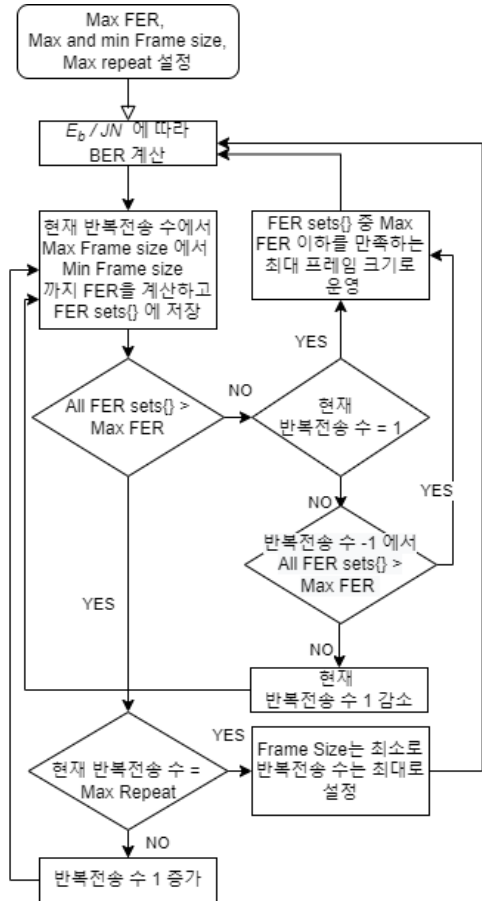 Max FER,
Max and min Frame size,
Max repeat 설정
E_b / JN 에 따라
BER 계산
현재 반복전송 수에서
Max Frame size 에서
Min Frame size
까지 FER을 계산하고
FER sets{} 에 저장
FER sets{} 중 Max
FER 이하를 만족하는
최대 프레임 크기로
운영
YES
All FER sets{} >
Max FER
NO
현재
반복전송 수 = 1
NO
YES
반복전송 수 -1 에서
All FER sets{} >
Max FER
YES
NO
현재
반복전송 수 1 감소
현재 반복전송 수 =
Max Repeat
YES
Frame Size는 최소로
반복전송 수는 최대로
설정
NO
반복전송 수 1 증가